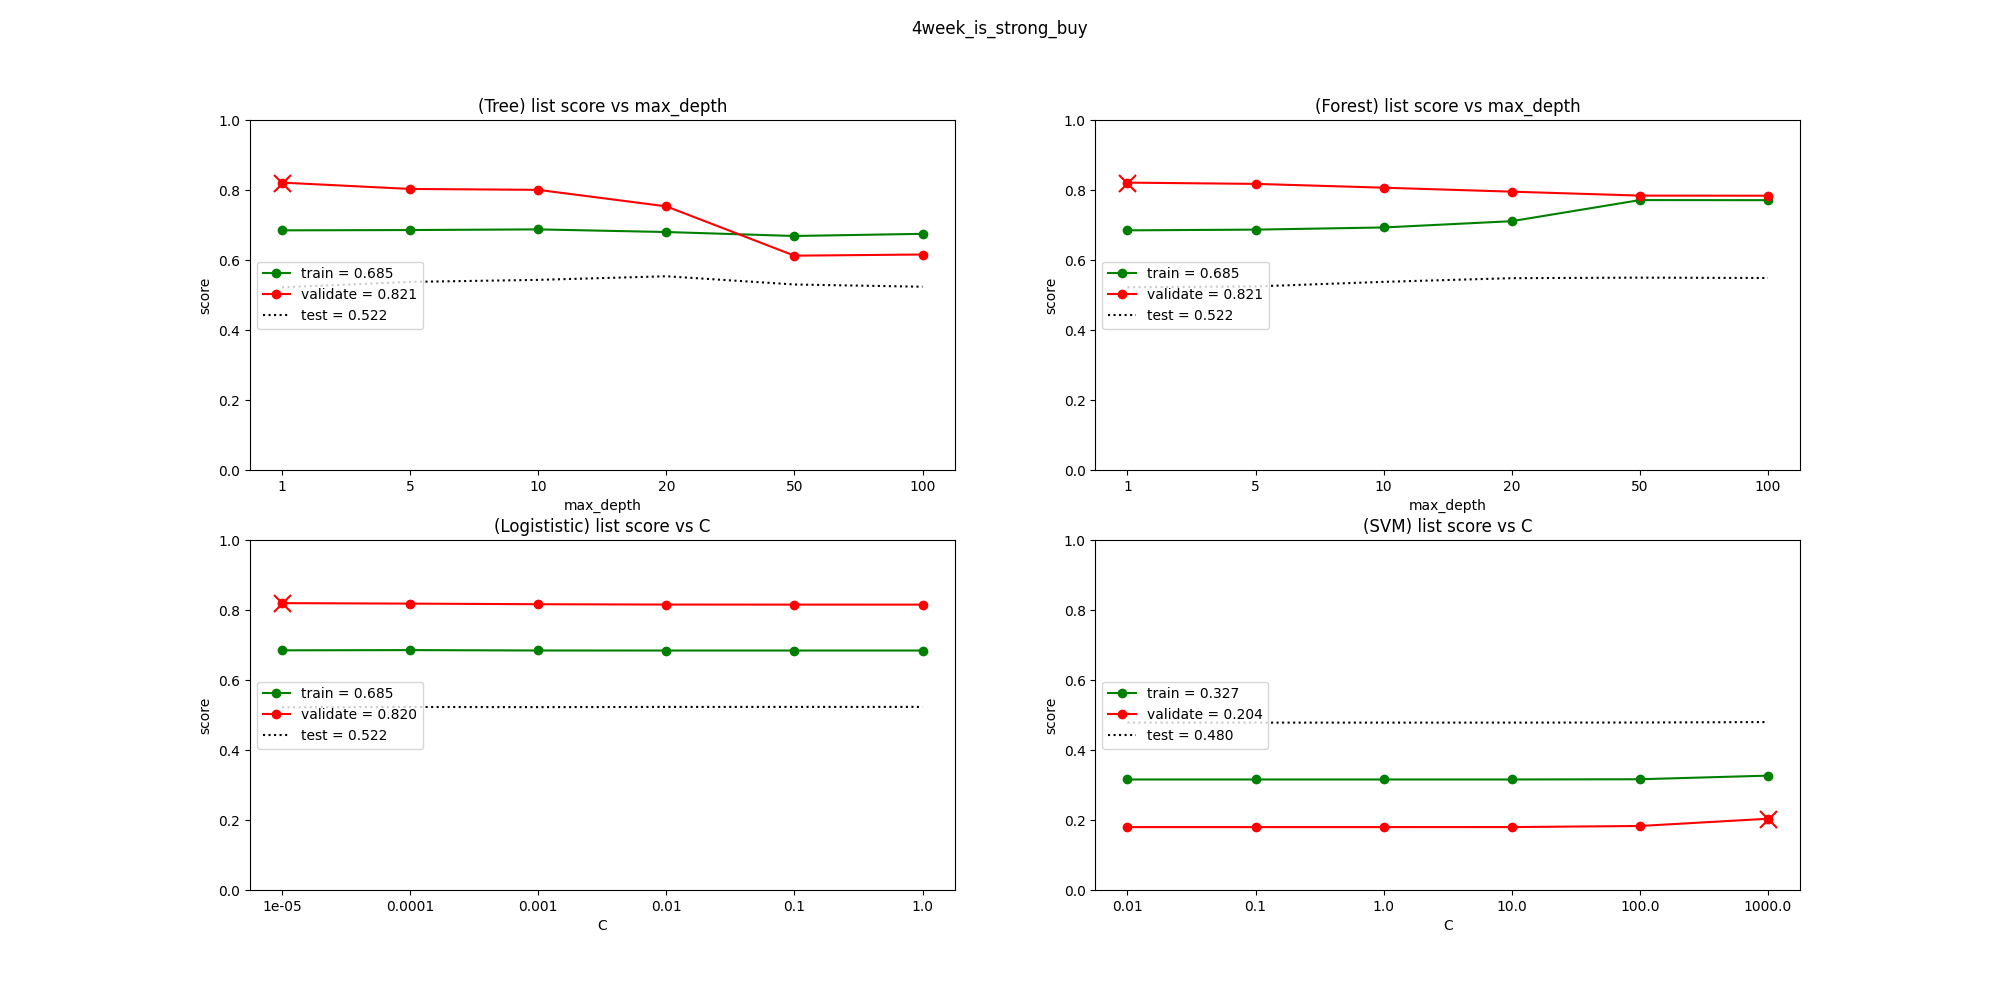 4week_is_strong_buy
(Tree) list score vs max_depth
1.0
0.8
0.6
0.4
0.2
0.0
score
train = 0.685
validate = 0.821
test = 0.522
1 5 10 20 50 100
max_depth
(Forest) list score vs max_depth
1.0
0.8
0.6
0.4
0.2
0.0
score
train = 0.685
validate = 0.821
test = 0.522
1 5 10 20 50 100
max_depth
(Logististic) list score vs C
1.0
0.8
0.6
0.4
0.2
0.0
score
train = 0.685
validate = 0.820
test = 0.522
1e-05 0.0001 0.001 0.01 0.1 1.0
C
(SVM) list score vs C
1.0
0.8
0.6
0.4
0.2
0.0
score
train = 0.327
validate = 0.204
test = 0.480
0.01 0.1 1.0 10.0 100.0 1000.0
C